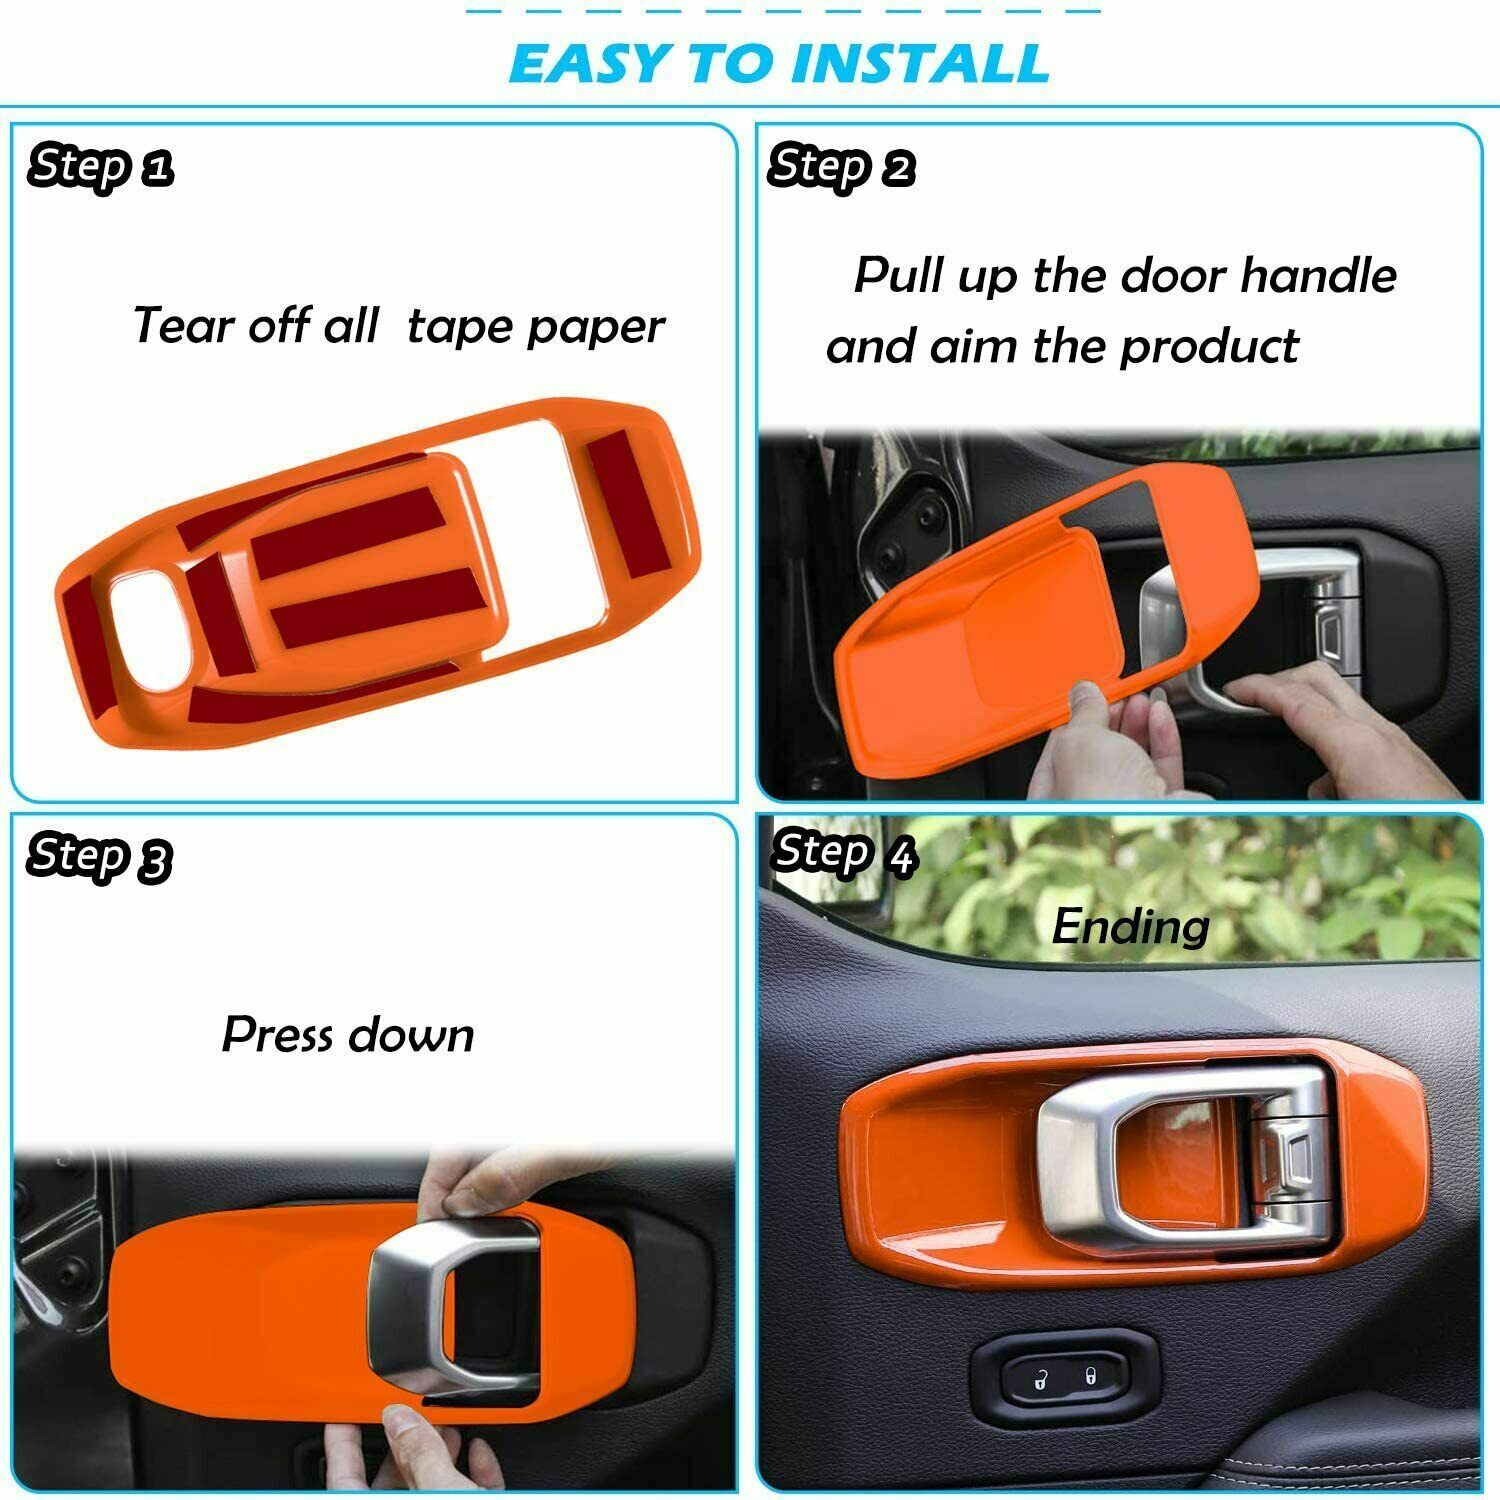 EASY TO INSTALL
Step 1
Tear off all tape paper
Step 2
Pull up the door handle
and aim the product
Step 3
Press down
Step 4
Ending